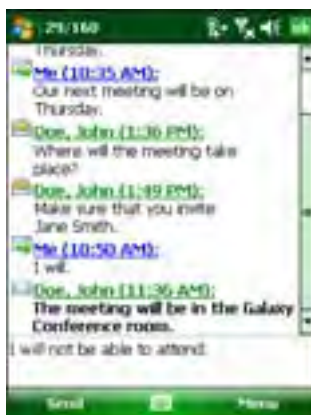 29/160
Thursday.
Me (10:35 AM):
Our next meeting will be on
Thursday.
Doe, John (1:36 PM):
Where will the meeting take
place?
Doe, John (1:49 PM):
Make sure that you invite
Jane Smith.
Me (10:50 AM):
I will.
Doe, John (11:36 AM):
The meeting will be in the Galaxy
Conference room.
I will not be able to attend.
Send
Menu